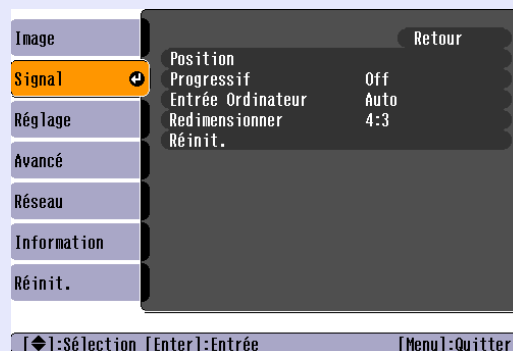 Image
Signal
Réglage
Avancé
Réseau
Information
Réinit.
Retour
Position
Progressif Off
Entrée Ordinateur Auto
Redimensionner 4:3
Réinit.
[◆]:Sélection [Enter]:Entrée [Menu]:Quitter